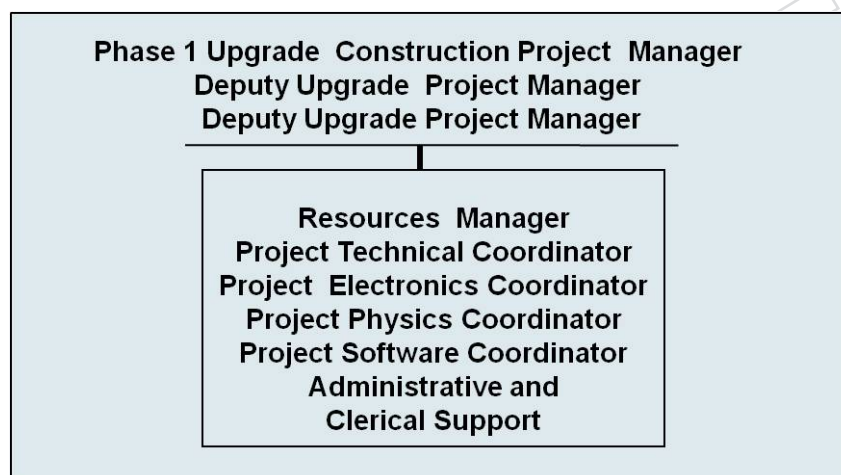 Phase 1 Upgrade Construction Project Manager
Deputy Upgrade Project Manager
Deputy Upgrade Project Manager
Resources Manager
Project Technical Coordinator
Project Electronics Coordinator
Project Physics Coordinator
Project Software Coordinator
Administrative and
Clerical Support